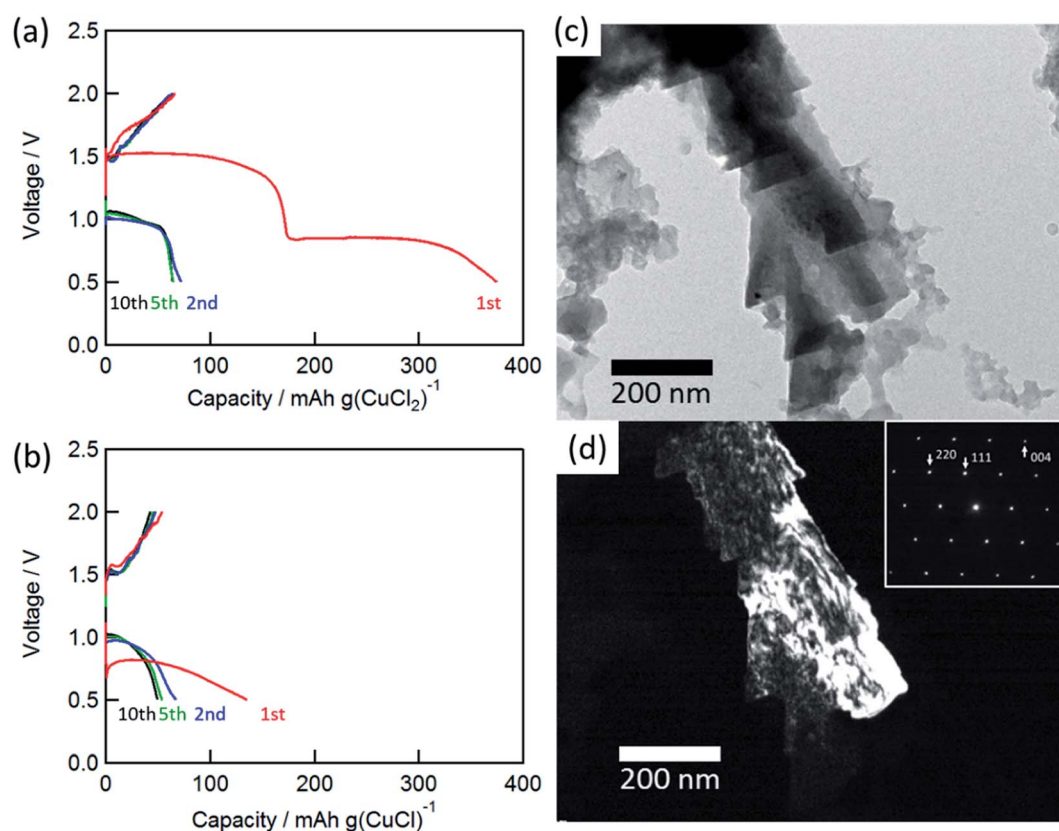 (a)
2.5
2.0
1.5
1.0
0.5
0.0
Voltage / V
10th 5th 2nd
1st
0
100
200
300
400
Capacity / mAh g(CuCl₂)⁻¹
(b)
2.5
2.0
1.5
1.0
0.5
0.0
Voltage / V
10th 5th 2nd
1st
0
100
200
300
400
Capacity / mAh g(CuCl)⁻¹
(c)
200 nm
(d)
220
111
004
200 nm